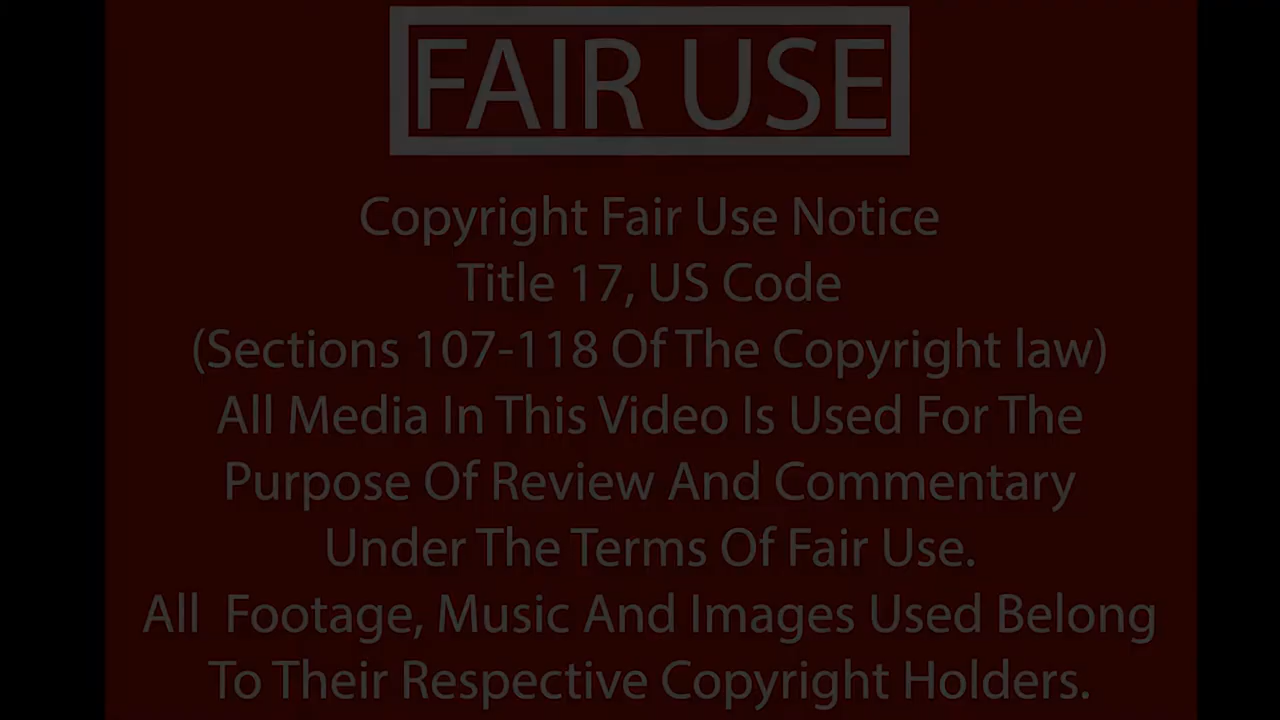 FAIR USE
Copyright Fair Use Notice
Title 17, US Code
(Sections 107-118 Of The Copyright law)
All Media In This Video Is Used For The
Purpose Of Review And Commentary
Under The Terms Of Fair Use.
All Footage, Music And Images Used Belong
To Their Respective Copyright Holders.